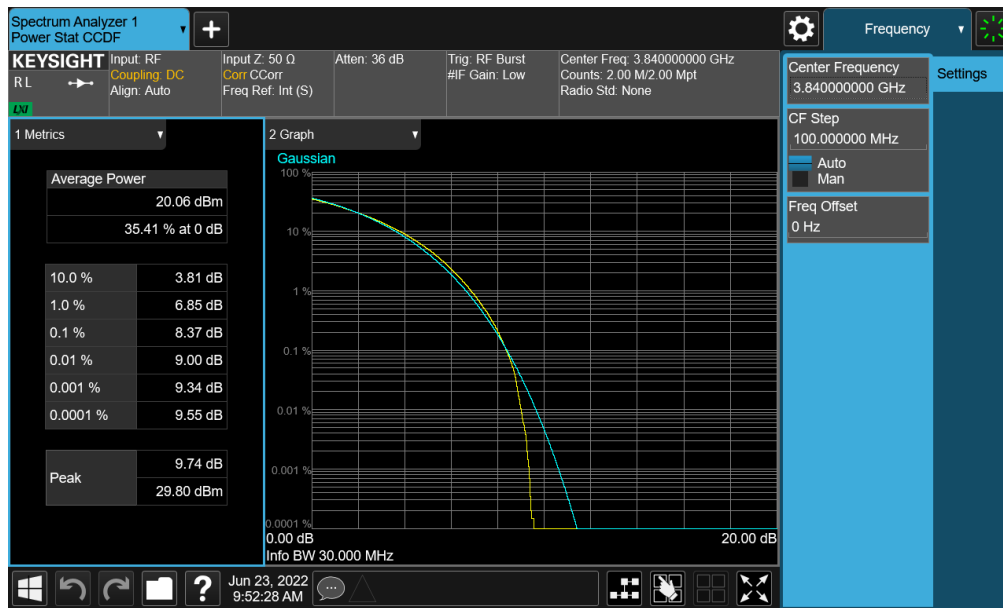 Spectrum Analyzer 1
Power Stat CCDF
Frequency
KEYSIGHT
RL
LXI
Input: RF
Coupling: DC
Align: Auto
Input Z: 50 Ω
Corr CCorr
Freq Ref: Int (S)
Atten: 36 dB
Trig: RF Burst
#IF Gain: Low
Center Freq: 3.840000000 GHz
Counts: 2.00 M/2.00 Mpt
Radio Std: None
Center Frequency
3.840000000 GHz
Settings
CF Step
100.000000 MHz
Auto
Man
Freq Offset
0 Hz
1 Metrics
Average Power
20.06 dBm
35.41 % at 0 dB
10.0 % 3.81 dB
1.0 % 6.85 dB
0.1 % 8.37 dB
0.01 % 9.00 dB
0.001 % 9.34 dB
0.0001 % 9.55 dB
Peak 9.74 dB
29.80 dBm
2 Graph
Gaussian
100 %
10 %
1 %
0.1 %
0.01 %
0.001 %
0.0001 %
0.00 dB 20.00 dB
Info BW 30.000 MHz
? Jun 23, 2022
9:52:28 AM